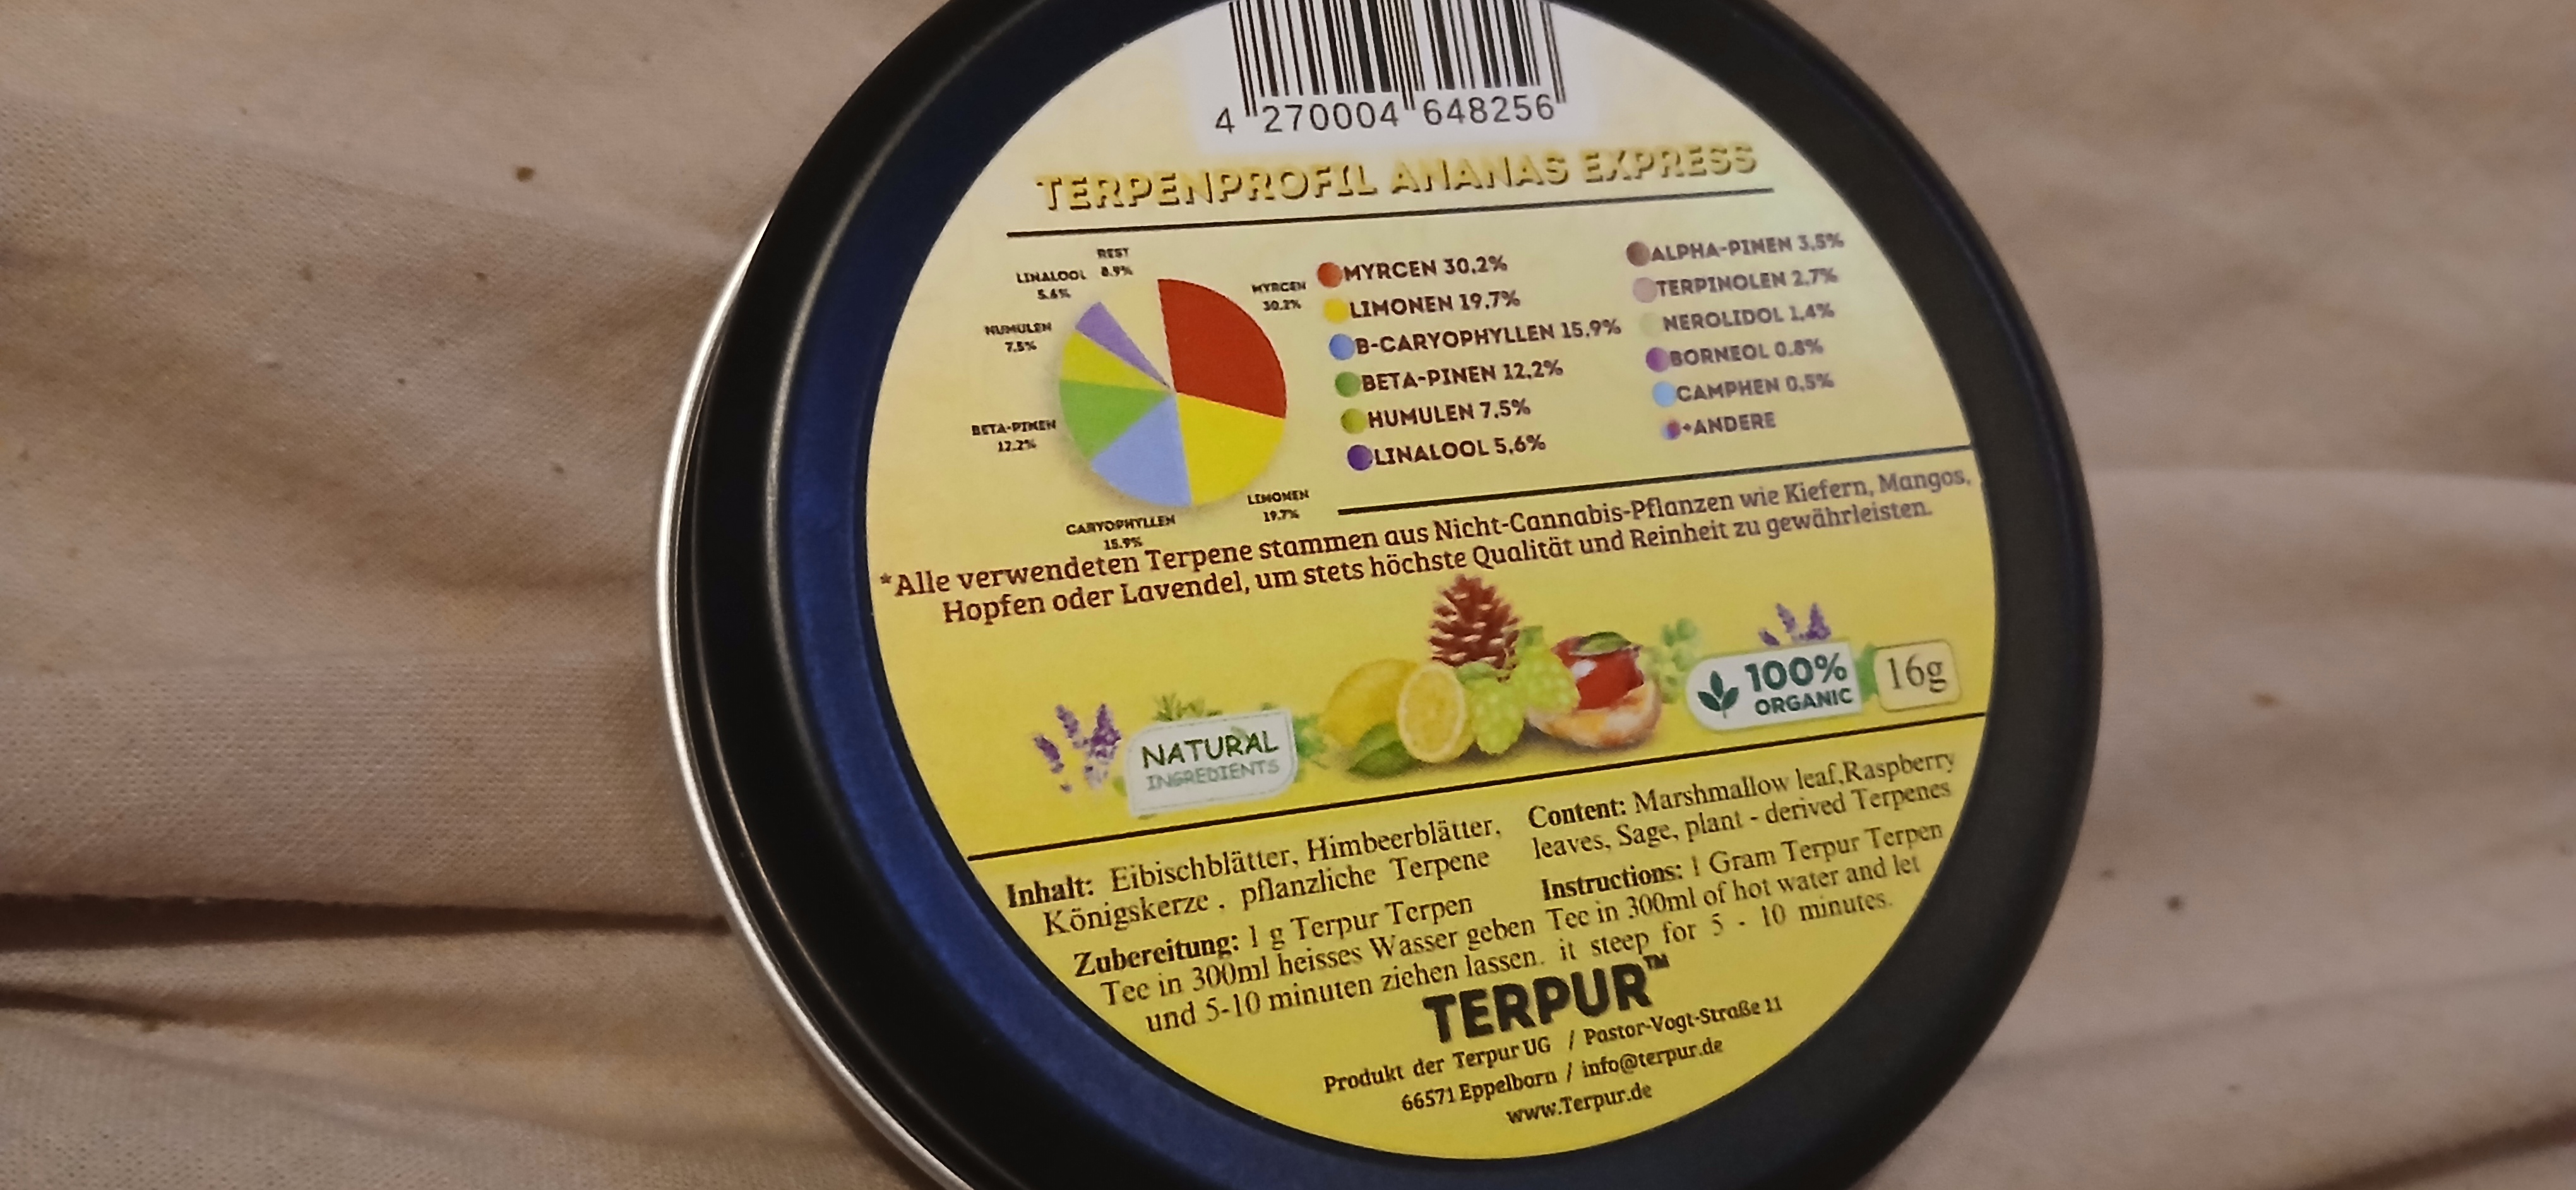 4 270004 648256
TERPENPROFIL ANANAS EXPRESS
REST
8.9%
LINALOOL
5.6%
HUMULEN
7.5%
BETA-PINEN
12.2%
CARYOPHYLLEN
15.9%
LIMONEN
19.7%
MYRCEN
30.2%
MYRCEN 30,2%
LIMONEN 19,7%
B-CARYOPHYLLEN 15,9%
BETA-PINEN 12,2%
HUMULEN 7,5%
LINALOOL 5,6%
ALPHA-PINEN 3,5%
TERPINOLEN 2,7%
NEROLIDOL 1,4%
BORNEOL 0.8%
CAMPHEN 0,5%
+ANDERE
*Alle verwendeten Terpene stammen aus Nicht-Cannabis-Pflanzen wie Kiefern, Mangos,
Hopfen oder Lavendel, um stets höchste Qualität und Reinheit zu gewährleisten.
NATURAL
INGREDIENTS
100%
ORGANIC
16g
Inhalt: Eibischblätter, Himbeerblätter,
Königskerze , pflanzliche Terpene
Zubereitung: 1 g Terpur Terpen
Tee in 300ml heisses Wasser geben
und 5-10 minuten ziehen lassen.
Content: Marshmallow leaf,Raspberry
leaves, Sage, plant - derived Terpenes
Instructions: 1 Gram Terpur Terpen
Tee in 300ml of hot water and let
it steep for 5 - 10 minutes.
TERPUR™
Produkt der Terpur UG / Pastor-Vogt-Straße 11
66571 Eppelborn / info@terpur.de
www.Terpur.de